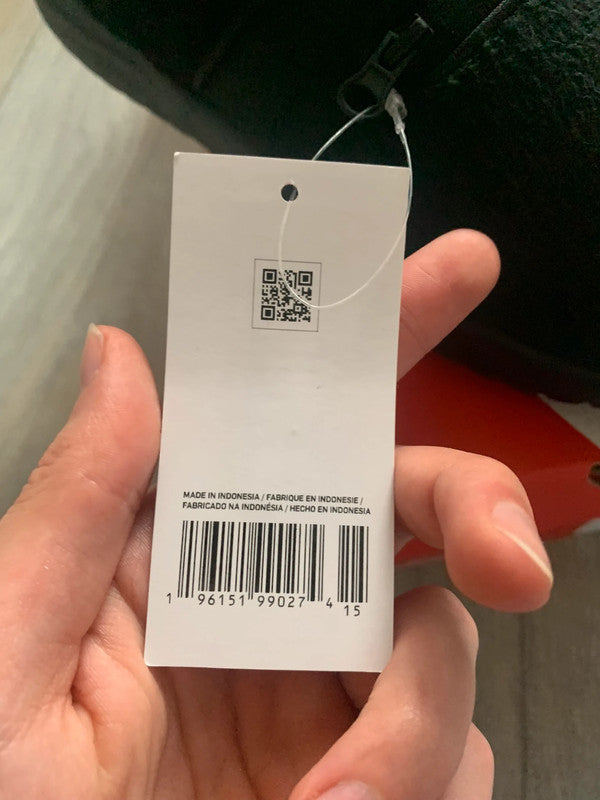 MADE IN INDONESIA / FABRIQUE EN INDONESIE /
FABRICADO NA INDONÉSIA / HECHO EN INDONESIA
1 96151 99027 4 15